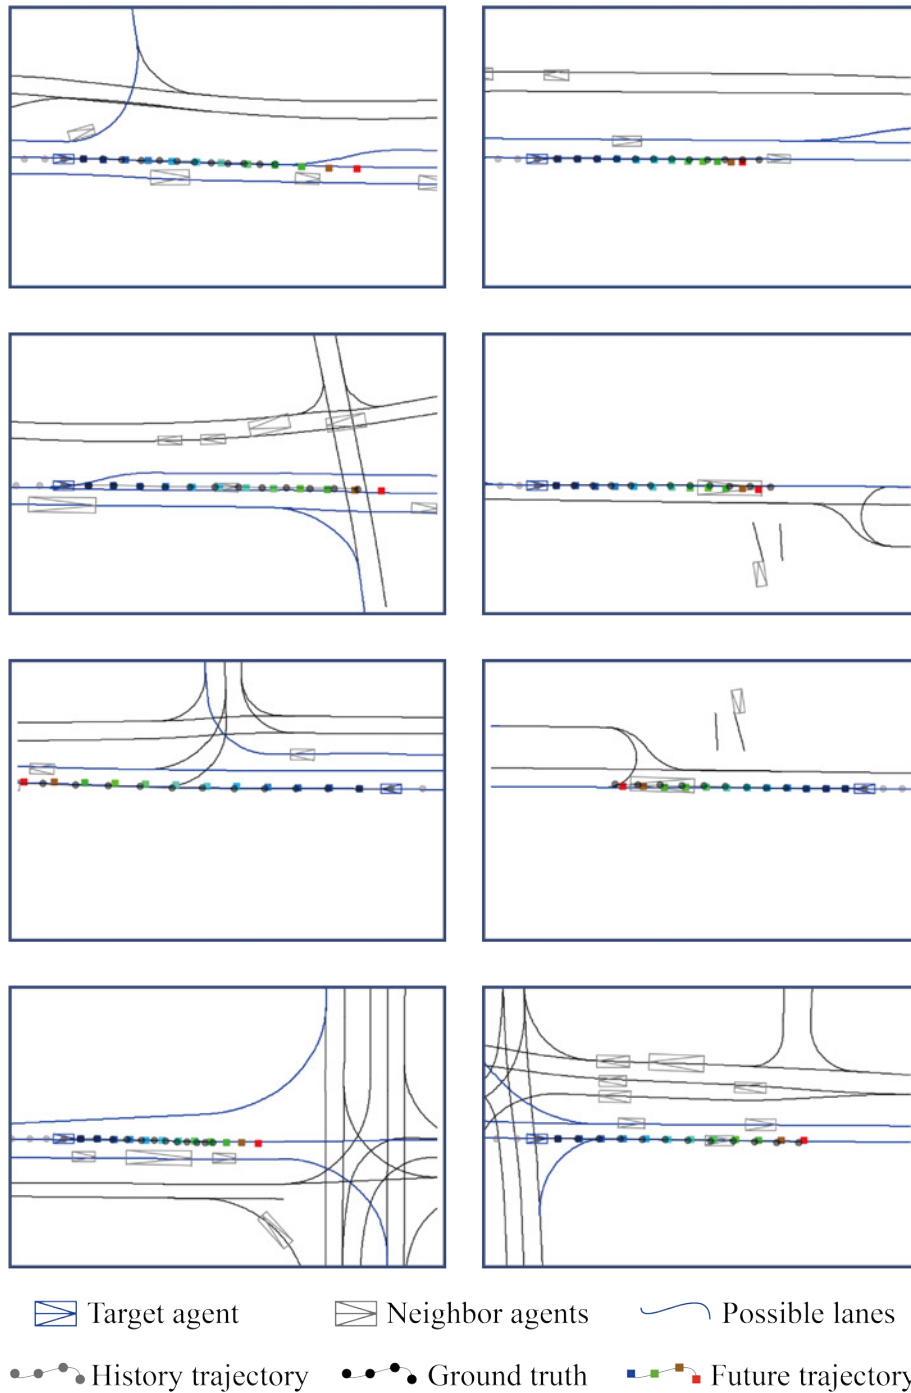 Target agent Neighbor agents Possible lanes
History trajectory Ground truth Future trajectory